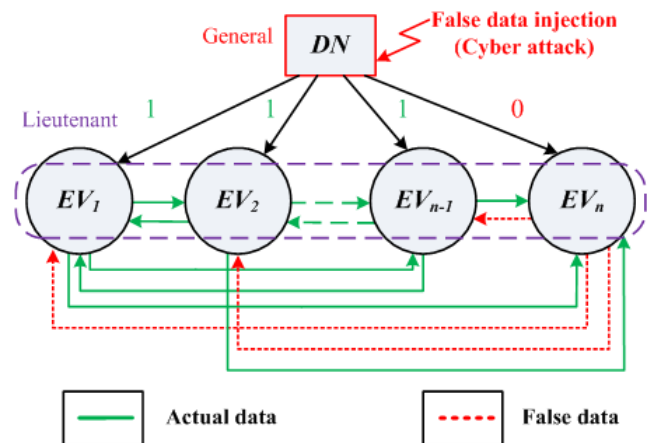 General
DN
False data injection
(Cyber attack)
1
1
1
0
Lieutenant
EV₁
EV₂
EVₙ₋₁
EVₙ
Actual data
False data